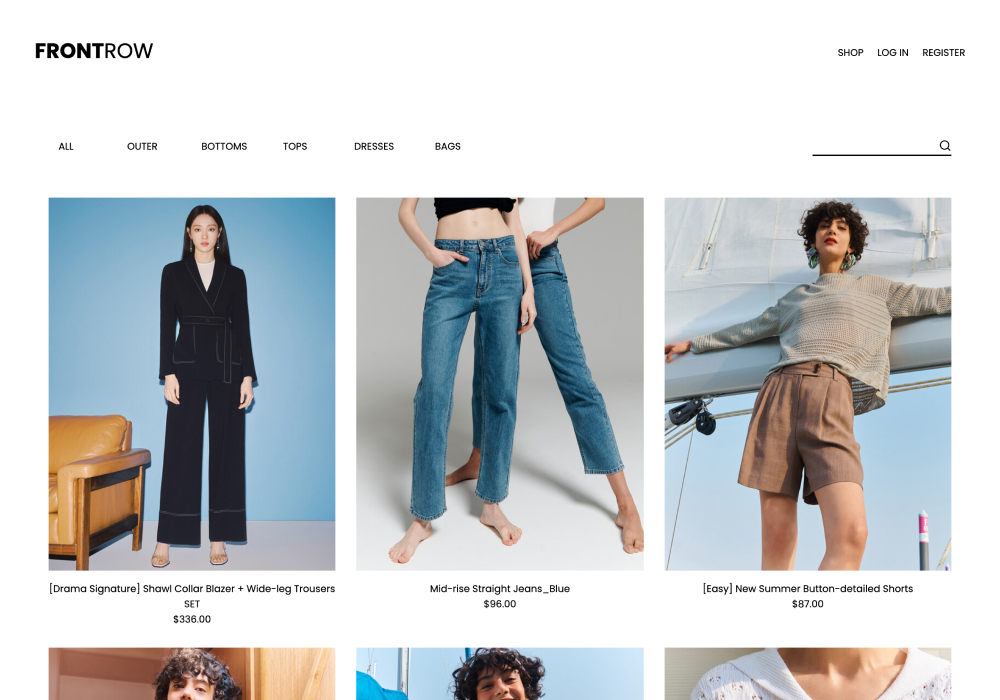 FRONTROW
SHOP LOG IN REGISTER
ALL OUTER BOTTOMS TOPS DRESSES BAGS
[Drama Signature] Shawl Collar Blazer + Wide-leg Trousers
SET
$336.00
Mid-rise Straight Jeans_Blue
$96.00
[Easy] New Summer Button-detailed Shorts
$87.00